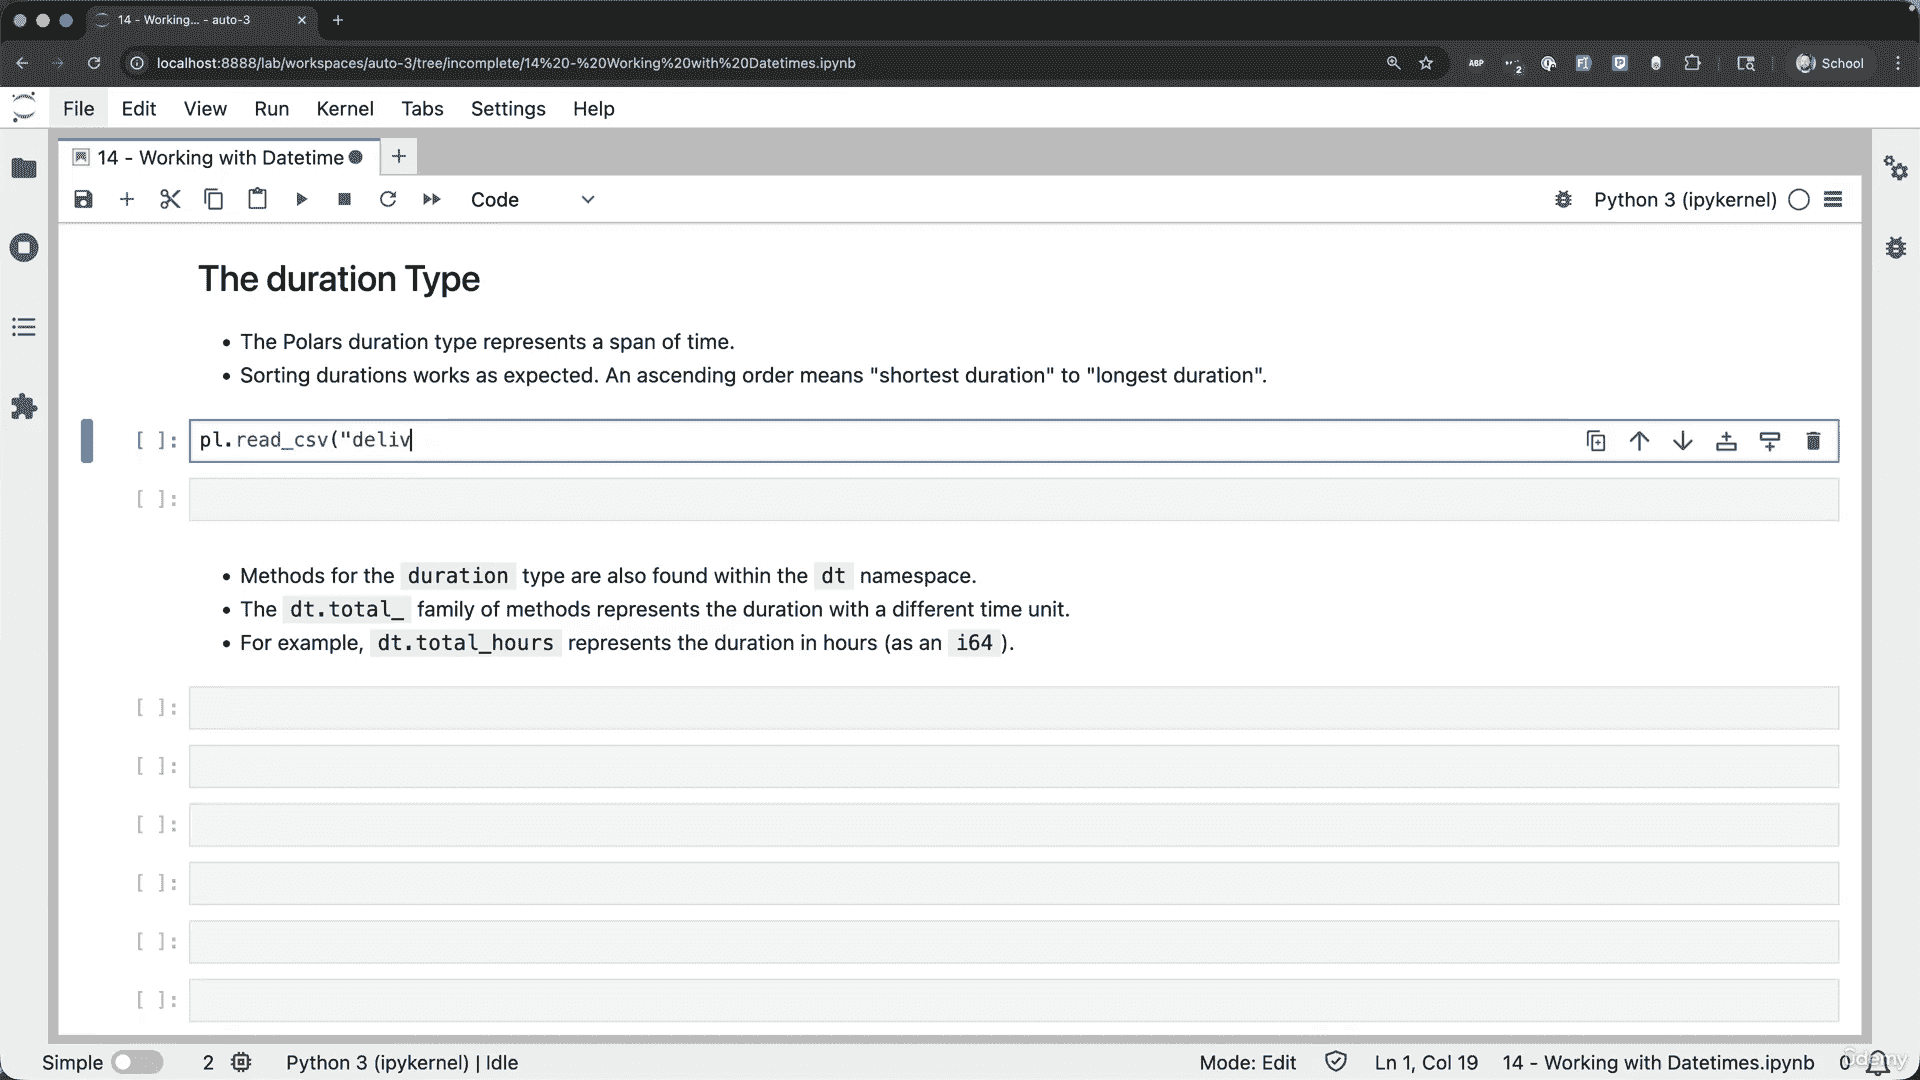 14 - Working... - auto-3
localhost:8888/lab/workspaces/auto-3/tree/incomplete/14%20-%20Working%20with%20Datetimes.ipynb
ABP
2
School
File Edit View Run Kernel Tabs Settings Help
14 - Working with Datetime
Code
Python 3 (ipykernel)
The duration Type
• The Polars duration type represents a span of time.
• Sorting durations works as expected. An ascending order means "shortest duration" to "longest duration".
[ ]: pl.read_csv("deliv
[ ]:
• Methods for the duration type are also found within the dt namespace.
• The dt.total_ family of methods represents the duration with a different time unit.
• For example, dt.total_hours represents the duration in hours (as an i64 ).
[ ]:
[ ]:
[ ]:
[ ]:
[ ]:
[ ]:
Simple 2 Python 3 (ipykernel) | Idle Mode: Edit Ln 1, Col 19 14 - Working with Datetimes.ipynb 0
udemy